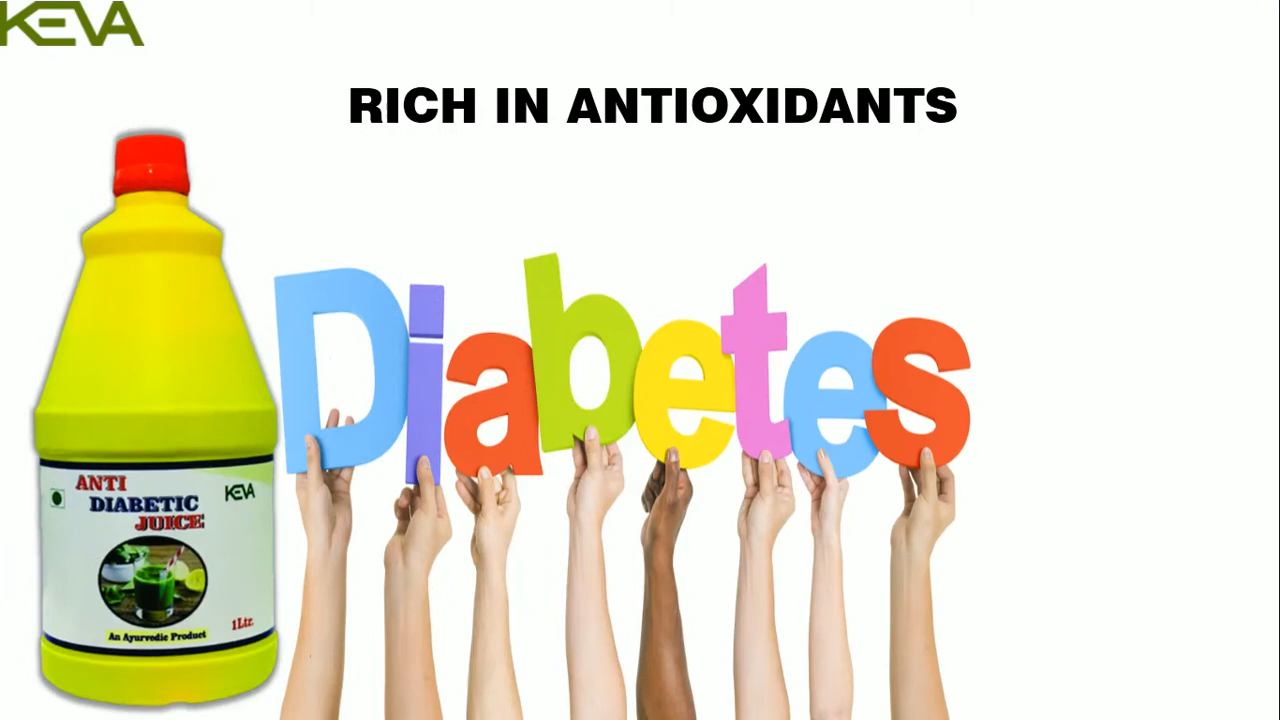 KEVA
RICH IN ANTIOXIDANTS
Diabetes
ANTI
DIABETIC
JUICE
KEVA
An Ayurvedic Product
1Ltr.